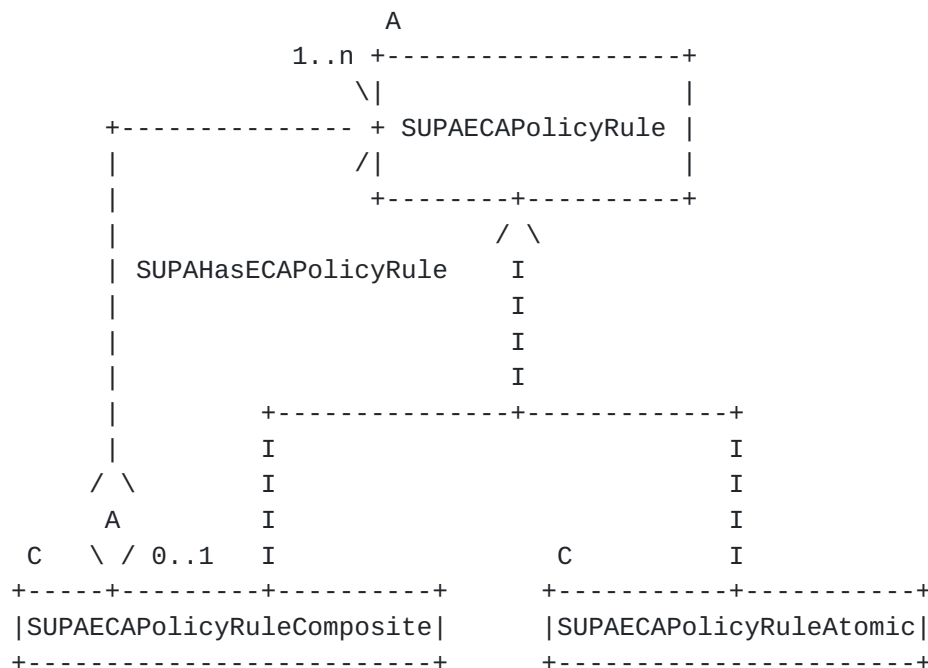 A
                  1..n +-------------------+
                      \|                   |
      +--------------- + SUPAECAPolicyRule |
      |               /|                   |
      |                +--------+----------+
      |                        / \
      | SUPAHasECAPolicyRule    I
      |                         I
      |                         I
      |                         I
      |         +---------------+-------------+
      |         I                             I
     / \        I                             I
      A         I                             I
 C   \ / 0..1   I                  C          I
+-----+---------+----------+      +-----------+-----------+
|SUPAECAPolicyRuleComposite|      |SUPAECAPolicyRuleAtomic|
+--------------------------+      +-----------------------+